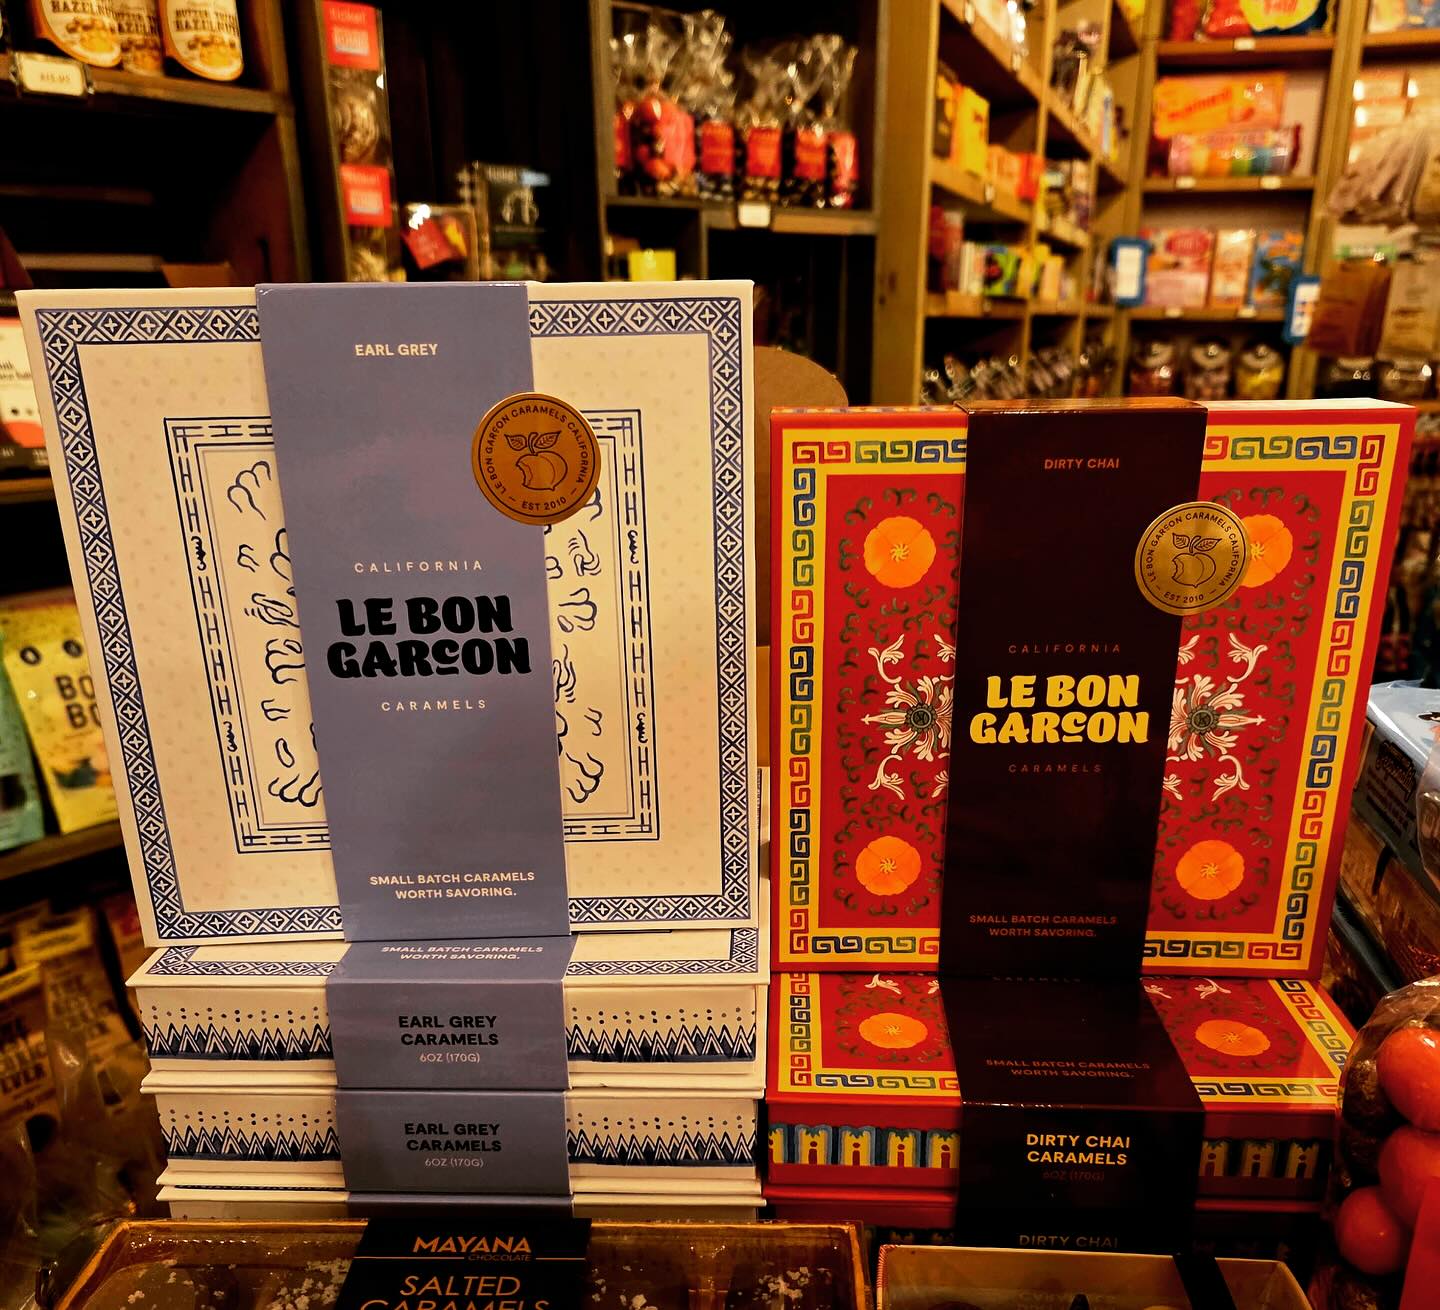 EARL GREY
LE BON GARCON CARAMELS CALIFORNIA
EST 2010
CALIFORNIA
LE BON
GARCON
CARAMELS
SMALL BATCH CARAMELS
WORTH SAVORING.
SMALL BATCH CARAMELS
WORTH SAVORING.
EARL GREY
CARAMELS
6OZ (170G)
EARL GREY
CARAMELS
6OZ (170G)
DIRTY CHAI
LE BON GARCON CARAMELS CALIFORNIA
EST 2010
CALIFORNIA
LE BON
GARCON
CARAMELS
SMALL BATCH CARAMELS
WORTH SAVORING.
SMALL BATCH CARAMELS
WORTH SAVORING.
DIRTY CHAI
CARAMELS
6OZ (170G)
DIRTY CHAI
MAYANA
CHOCOLATE
SALTED
CARAMELS